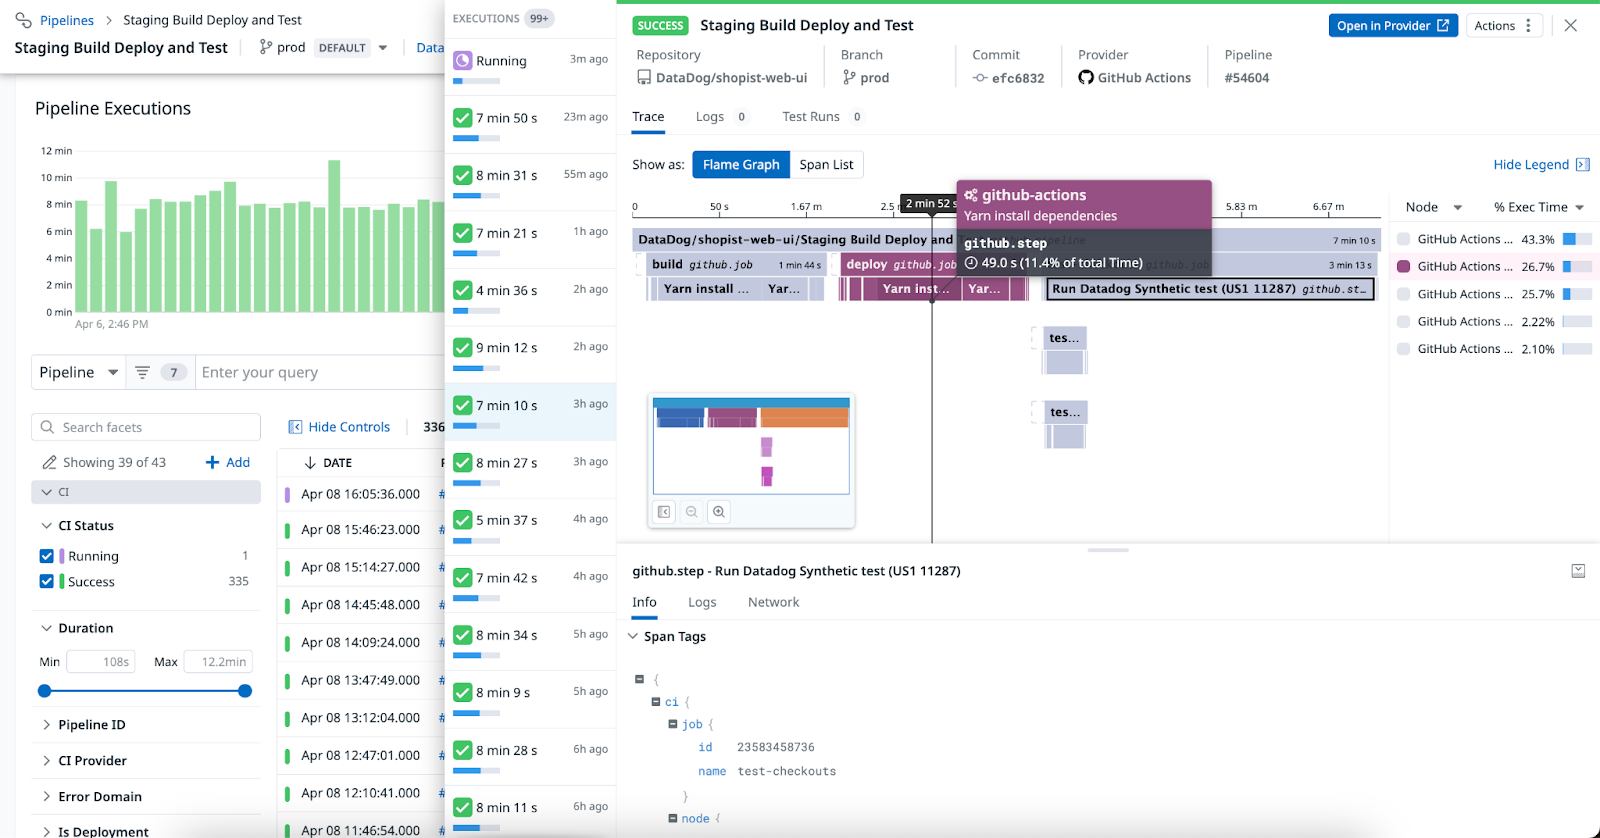 Pipelines > Staging Build Deploy and Test
Staging Build Deploy and Test
prod DEFAULT
Data
Pipeline Executions
12 min
10 min
8 min
6 min
4 min
2 min
0 min
Apr 6, 2:46 PM
Pipeline
7
Enter your query
Search facets
Hide Controls
336
Showing 39 of 43
+ Add
CI
CI Status
Running 1
Success 335
Duration
Min 108s Max 12.2min
Pipeline ID
CI Provider
Error Domain
Is Deployment
DATE
Apr 08 16:05:36.000 #
Apr 08 15:46:23.000 #
Apr 08 15:14:27.000 #
Apr 08 14:45:48.000 #
Apr 08 14:09:24.000 #
Apr 08 13:47:49.000 #
Apr 08 13:12:04.000 #
Apr 08 12:47:01.000 #
Apr 08 12:10:41.000 #
Apr 08 11:46:54.000 #
EXECUTIONS 99+
Running 3m ago
7 min 50 s 23m ago
8 min 31 s 55m ago
7 min 21 s 1h ago
4 min 36 s 2h ago
9 min 12 s 2h ago
7 min 10 s 3h ago
8 min 27 s 3h ago
5 min 37 s 4h ago
7 min 42 s 4h ago
8 min 34 s 5h ago
8 min 9 s 5h ago
8 min 28 s 6h ago
8 min 11 s 6h ago
SUCCESS Staging Build Deploy and Test
Open in Provider
Actions
Repository
DataDog/shopist-web-ui
Branch
prod
Commit
efc6832
Provider
GitHub Actions
Pipeline
#54604
Trace
Logs 0
Test Runs 0
Show as: Flame Graph Span List
Hide Legend
0 50 s 1.67 m 2.5 2 min 52 s 5.83 m 6.67 m
github-actions
Yarn install dependencies
github.step
49.0 s (11.4% of total Time)
DataDog/shopist-web-ui/Staging Build Deploy and 7 min 10 s
build github.job 1 min 44 s
deploy github.job
3 min 13 s
Yarn install ...
Yar...
Yarn inst...
Yar...
Run Datadog Synthetic test (US1 11287) github.st...
tes...
tes...
Node % Exec Time
GitHub Actions ... 43.3%
GitHub Actions ... 26.7%
GitHub Actions ... 25.7%
GitHub Actions ... 2.22%
GitHub Actions ... 2.10%
github.step - Run Datadog Synthetic test (US1 11287)
Info
Logs
Network
Span Tags
{
ci {
job {
id 23583458736
name test-checkouts
}
node {